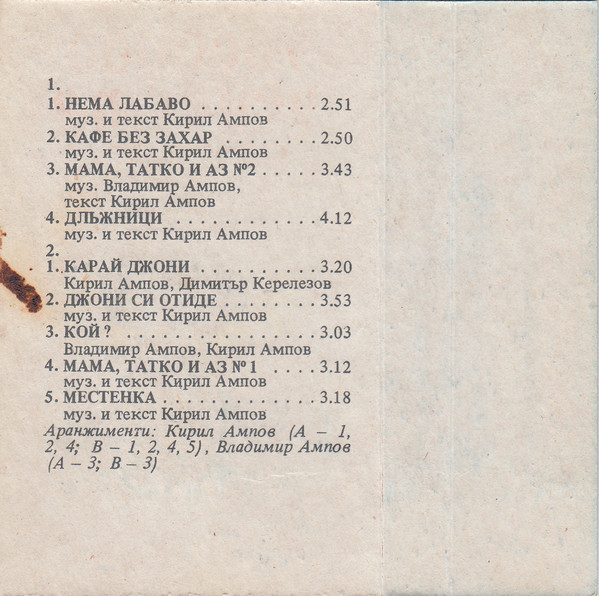 1.
1. НЕМА ЛАБАВО . . . . . . . . . . 2.51
муз. и текст Кирил Ампов
2. КАФЕ БЕЗ ЗАХАР . . . . . . . . 2.50
муз. и текст Кирил Ампов
3. МАМА, ТАТКО И АЗ №2 . . . . . 3.43
муз. Владимир Ампов,
текст Кирил Ампов
4. ДЛЬЖНИЦИ . . . . . . . . . . . . 4.12
муз. и текст Кирил Ампов
2.
1. КАРАЙ ДЖОНИ . . . . . . . . . . 3.20
Кирил Ампов, Димитър Керелезов
2. ДЖОНИ СИ ОТИДЕ . . . . . . . . 3.53
муз. и текст Кирил Ампов
3. КОЙ ? . . . . . . . . . . . . . . . . 3.03
Владимир Ампов, Кирил Ампов
4. МАМА, ТАТКО И АЗ № 1 . . . . 3.12
муз. и текст Кирил Ампов
5. МЕСТЕНКА . . . . . . . . . . . . . 3.18
муз. и текст Кирил Ампов
Аранжименти: Кирил Ампов (А – 1,
2, 4; В – 1, 2, 4, 5), Владимир Ампов
(А – 3; В – 3)